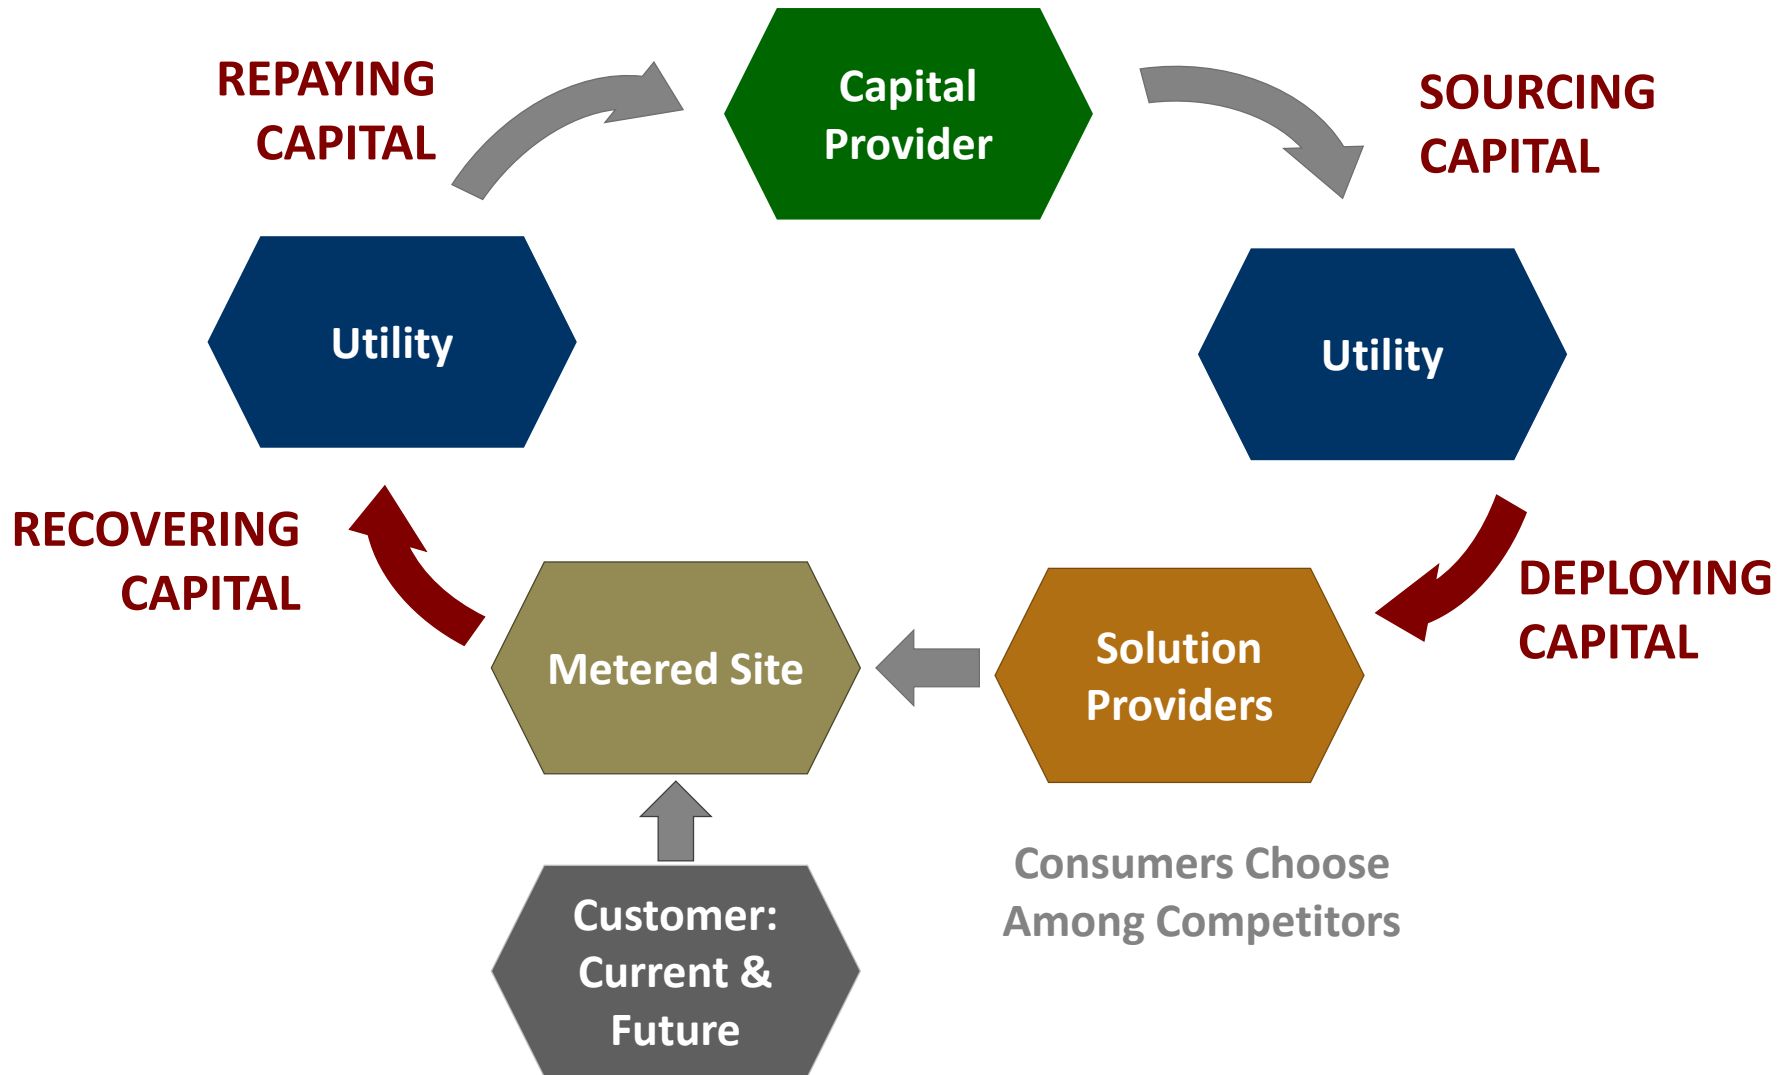 REPAYING
CAPITAL
Capital
Provider
SOURCING
CAPITAL
Utility
Utility
RECOVERING
CAPITAL
DEPLOYING
CAPITAL
Metered Site
Solution
Providers
Consumers Choose
Among Competitors
Customer:
Current &
Future